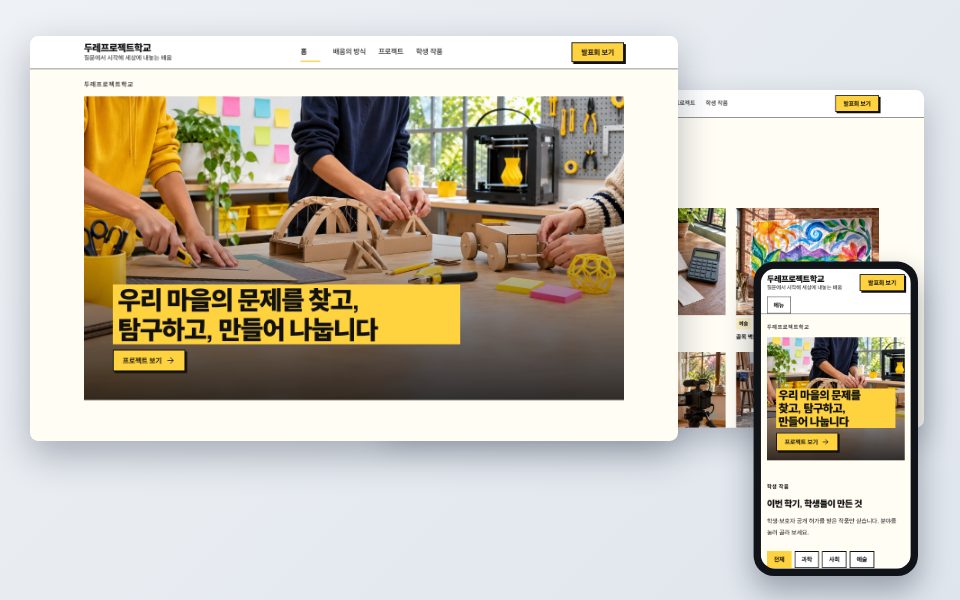 두레프로젝트학교
질문에서 시작해 세상에 내놓는 배움
홈
배움의 방식
프로젝트
학생 작품
발표회 보기
두레프로젝트학교
우리 마을의 문제를 찾고,
탐구하고, 만들어 나눕니다
프로젝트 보기 →
학생 작품
발표회 보기
예술
두레프로젝트학교
질문에서 시작해 세상에 내놓는 배움
발표회 보기
메뉴
두레프로젝트학교
우리 마을의 문제를
찾고, 탐구하고,
만들어 나눕니다
프로젝트 보기 →
학생 작품
이번 학기, 학생들이 만든 것
학생·보호자 공개 허가를 받은 작품만 싣습니다. 분야를
눌러 골라 보세요.
전체
과학
사회
예술